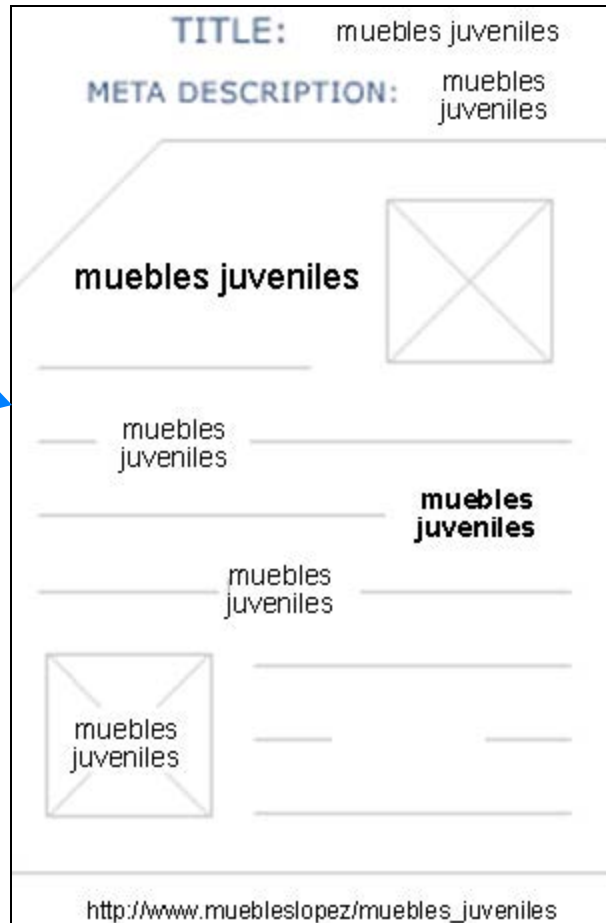 TITLE: muebles juveniles
META DESCRIPTION: muebles
juveniles
muebles juveniles
muebles
juveniles
muebles
juveniles
muebles
juveniles
muebles
juveniles
http://www.muebleslopez/muebles_juveniles